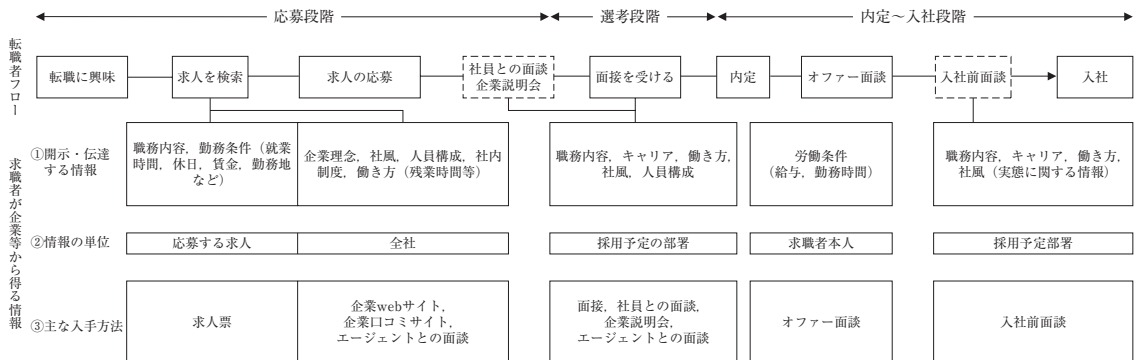 応募段階
選考段階
内定～入社段階
転職者フロー
転職に興味
求人を検索
求人の応募
社員との面談
企業説明会
面接を受ける
内定
オファー面談
入社前面談
入社
求職者が企業等から得る情報
①開示・伝達
する情報
職務内容，勤務条件（就業
時間，休日，賃金，勤務地
など）
企業理念，社風，人員構成，社内
制度，働き方（残業時間等）
職務内容，キャリア，働き方，
社風，人員構成
労働条件
（給与，勤務時間）
職務内容，キャリア，働き方，
社風（実態に関する情報）
②情報の単位
応募する求人
全社
採用予定の部署
求職者本人
採用予定部署
③主な入手方法
求人票
企業webサイト，
企業口コミサイト，
エージェントとの面談
面接，社員との面談，
企業説明会，
エージェントとの面談
オファー面談
入社前面談